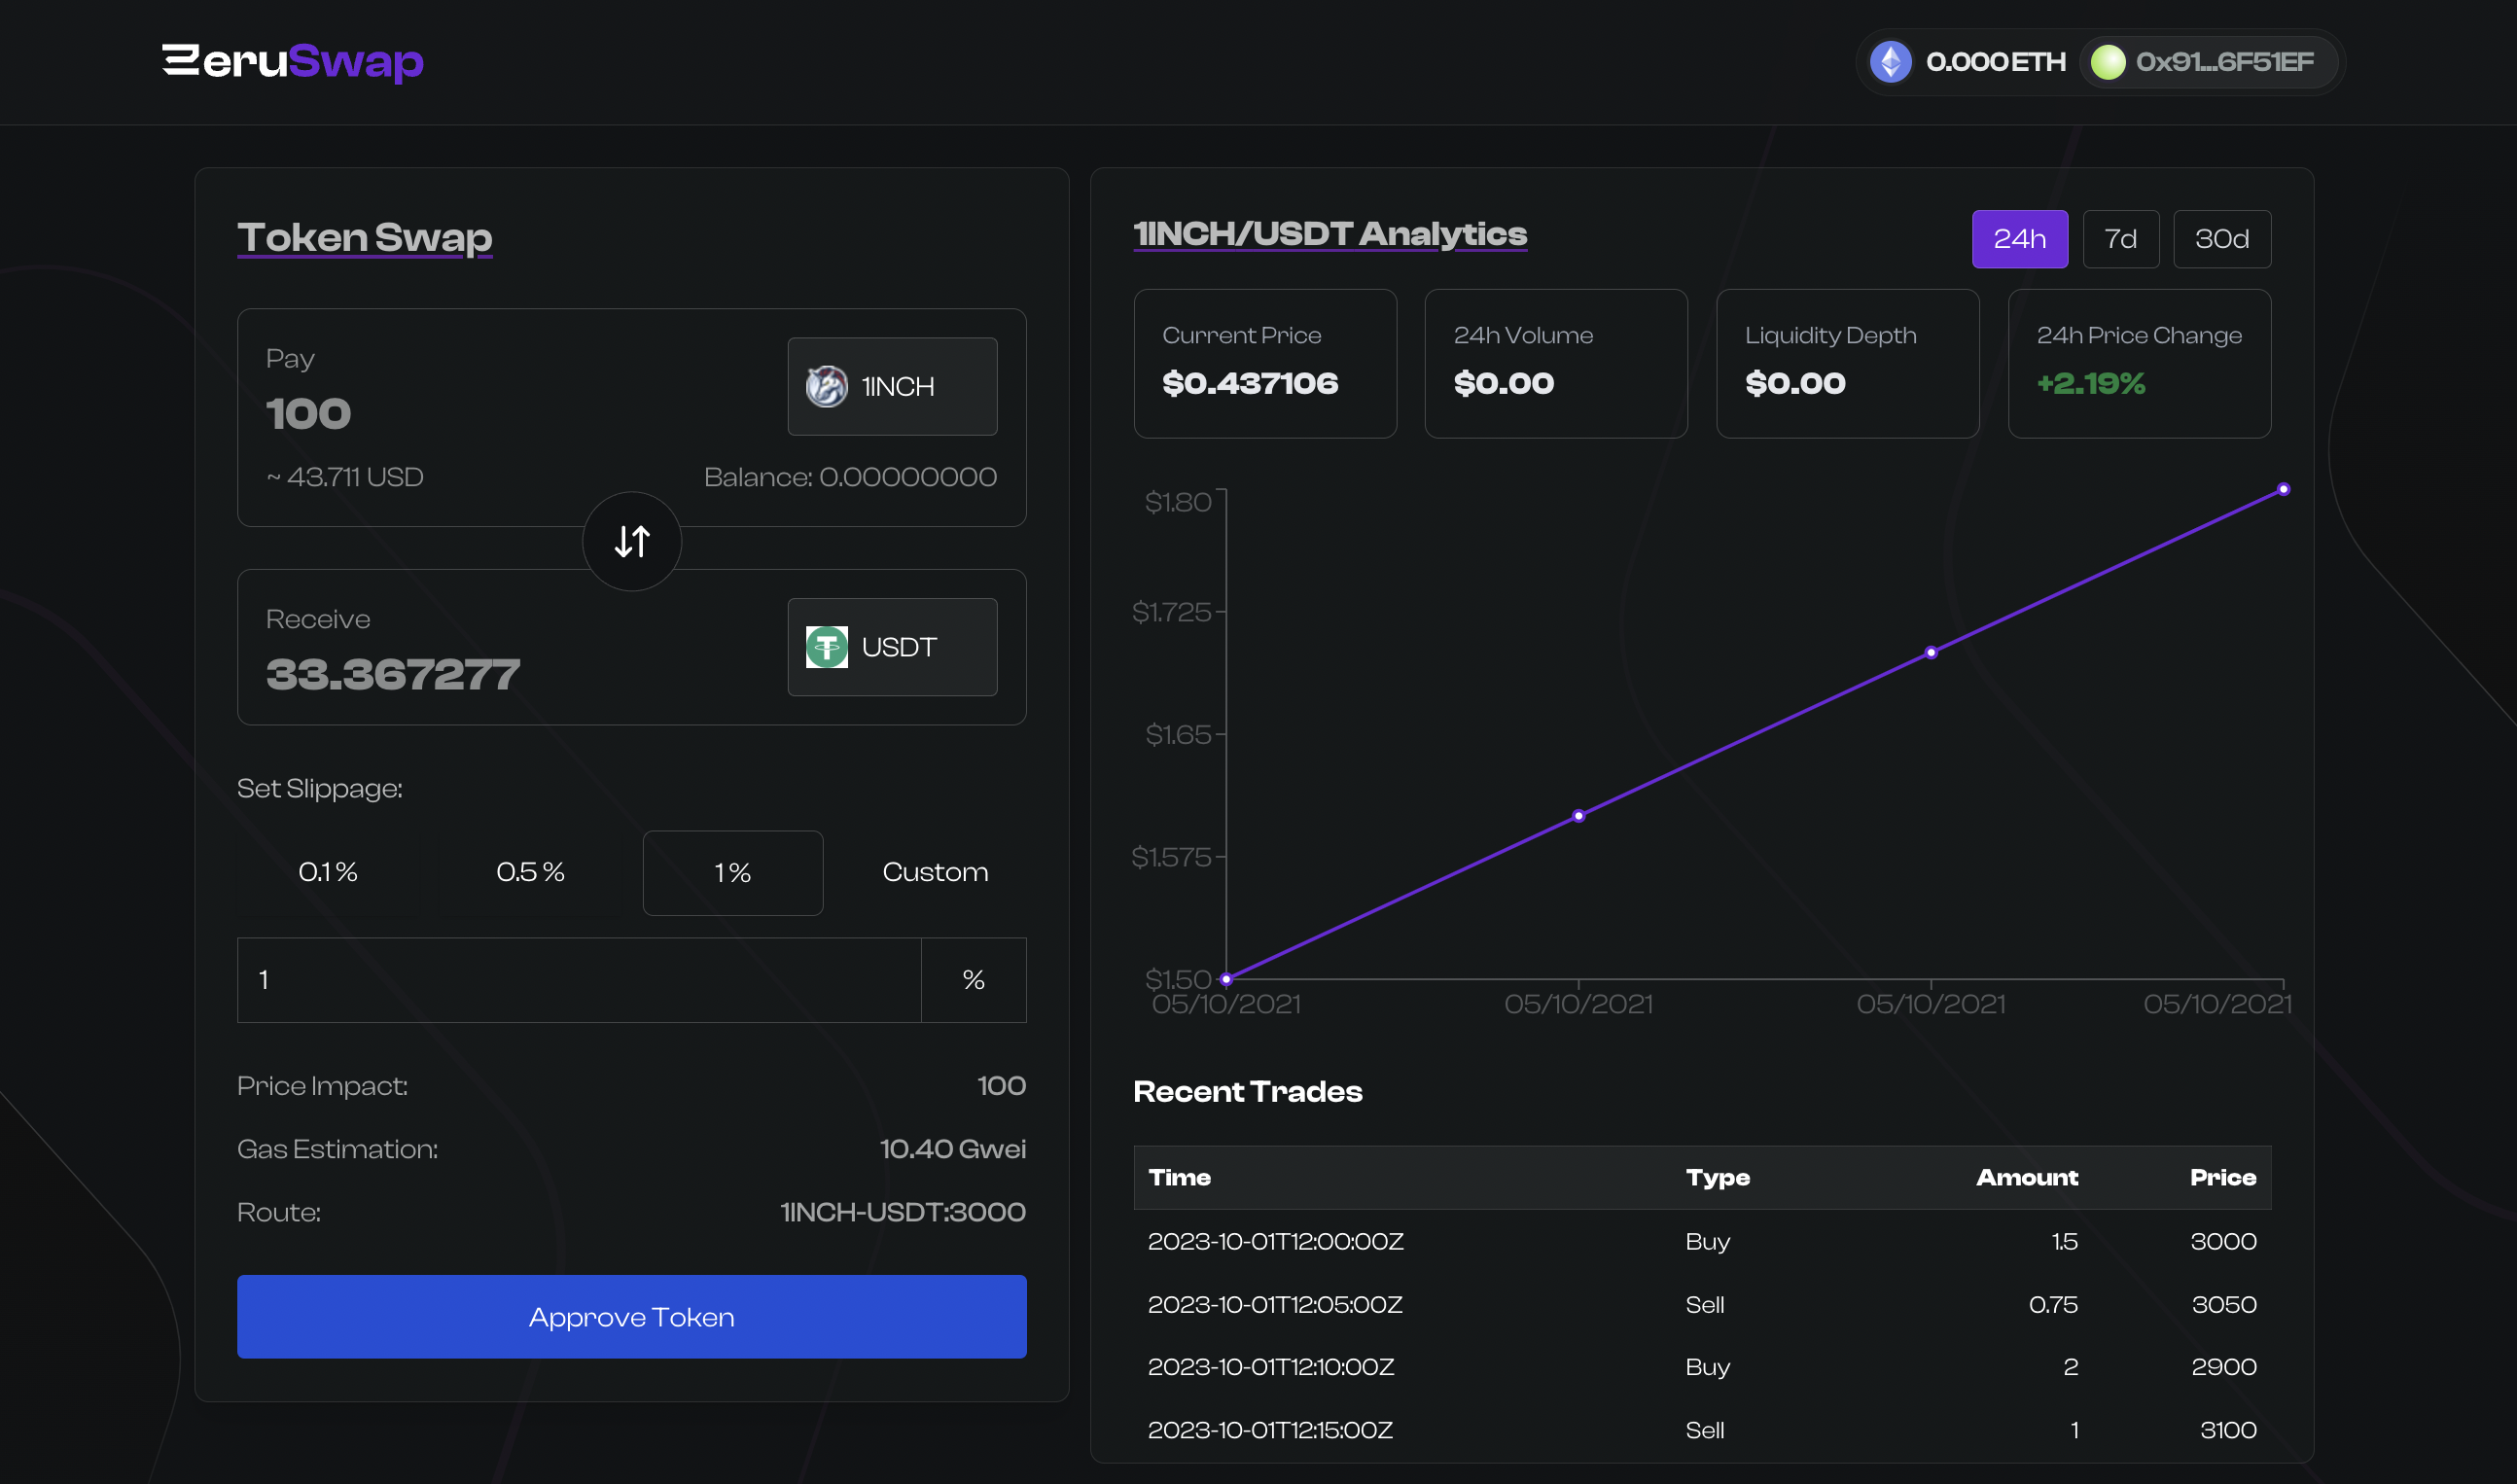 ZeruSwap
0.000 ETH
0x91...6F51EF
Token Swap
Pay
100
1INCH
~ 43.711 USD
Balance: 0.00000000
Receive
33.367277
USDT
Set Slippage:
0.1 %
0.5 %
1 %
Custom
1
%
Price Impact:
100
Gas Estimation:
10.40 Gwei
Route:
1INCH-USDT:3000
Approve Token
1INCH/USDT Analytics
24h
7d
30d
Current Price
$0.437106
24h Volume
$0.00
Liquidity Depth
$0.00
24h Price Change
+2.19%
$1.80
$1.725
$1.65
$1.575
$1.50
05/10/2021
05/10/2021
05/10/2021
05/10/2021
Recent Trades
Time Type Amount Price
2023-10-01T12:00:00Z Buy 1.5 3000
2023-10-01T12:05:00Z Sell 0.75 3050
2023-10-01T12:10:00Z Buy 2 2900
2023-10-01T12:15:00Z Sell 1 3100